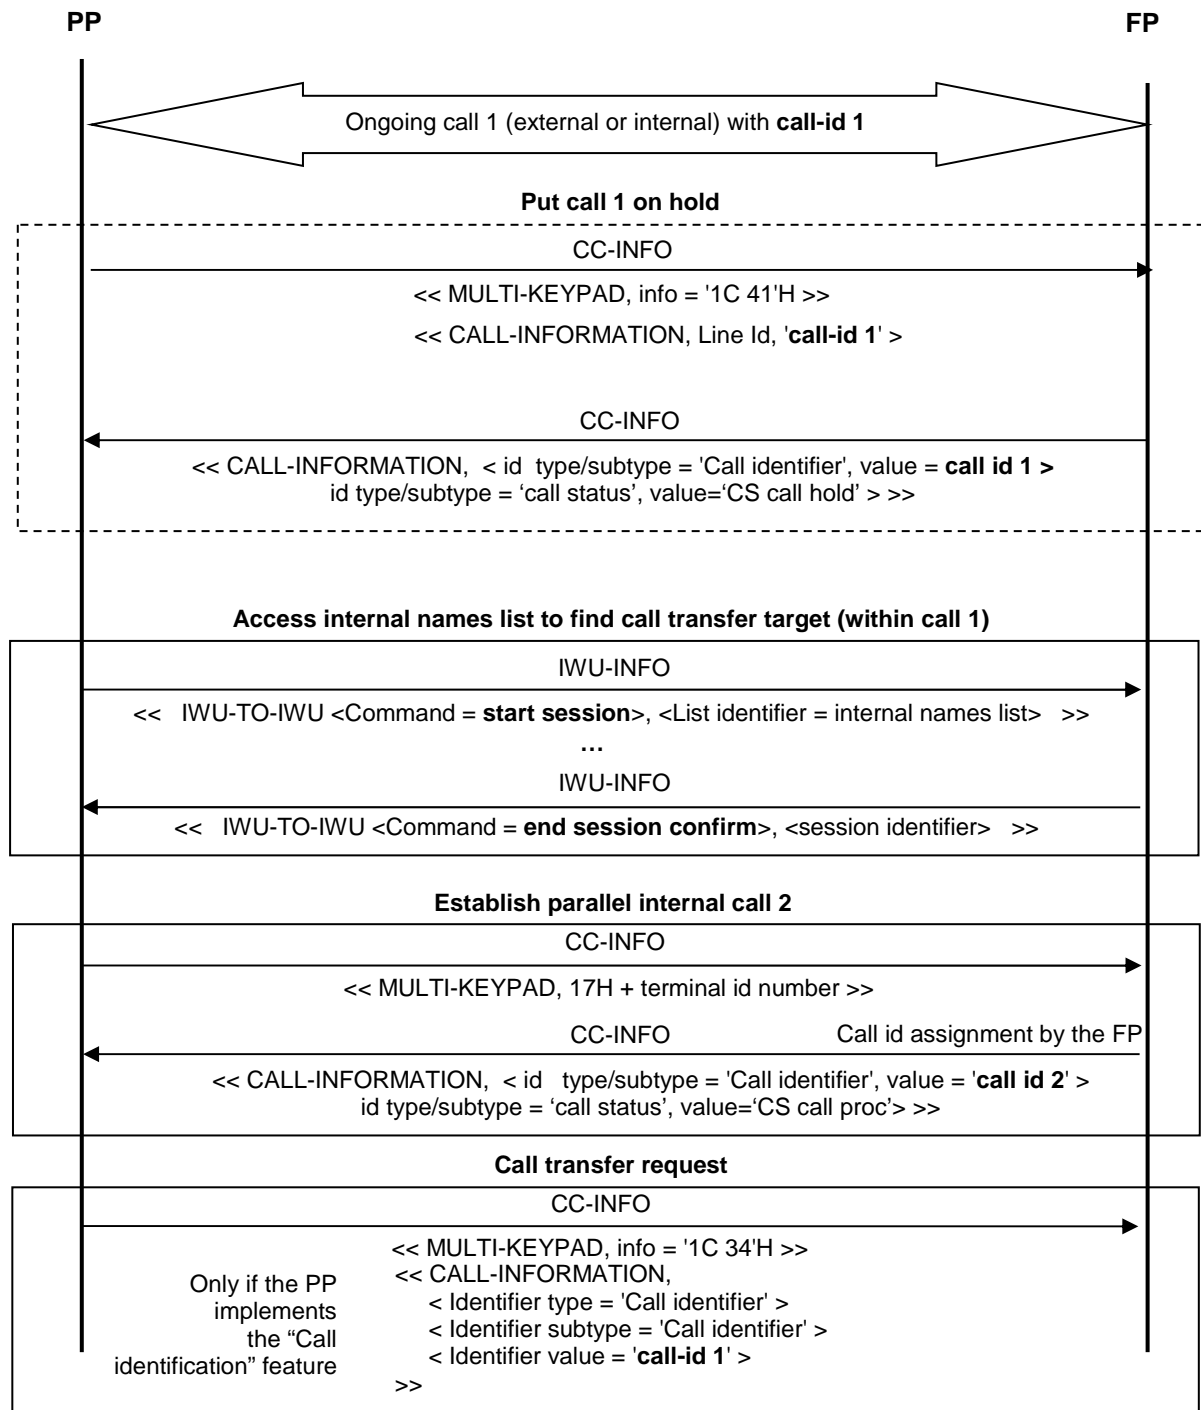 PP
FP
Ongoing call 1 (external or internal) with call-id 1
Put call 1 on hold
CC-INFO
<< MULTI-KEYPAD, info = '1C 41'H >>
<< CALL-INFORMATION, Line Id, 'call-id 1' >
CC-INFO
<< CALL-INFORMATION, < id type/subtype = 'Call identifier', value = call id 1 >
id type/subtype = ‘call status’, value=‘CS call hold’ > >>
Access internal names list to find call transfer target (within call 1)
IWU-INFO
<< IWU-TO-IWU <Command = start session>, <List identifier = internal names list> >>
...
IWU-INFO
<< IWU-TO-IWU <Command = end session confirm>, <session identifier> >>
Establish parallel internal call 2
CC-INFO
<< MULTI-KEYPAD, 17H + terminal id number >>
CC-INFO
Call id assignment by the FP
<< CALL-INFORMATION, < id type/subtype = 'Call identifier', value = 'call id 2' >
id type/subtype = ‘call status’, value=‘CS call proc’> >>
Call transfer request
CC-INFO
<< MULTI-KEYPAD, info = '1C 34'H >>
<< CALL-INFORMATION,
< Identifier type = 'Call identifier' >
< Identifier subtype = 'Call identifier' >
< Identifier value = 'call-id 1' >
>>
Only if the PP
implements
the “Call
identification” feature